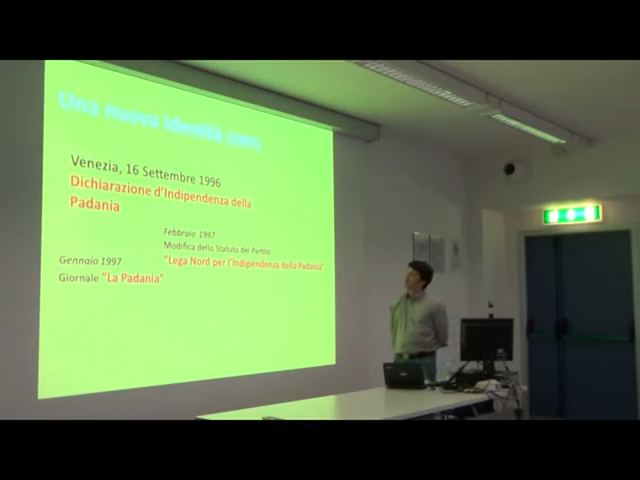 Una nuova Identità (1997)
Venezia, 16 Settembre 1996
Dichiarazione d'Indipendenza della
Padania
Febbraio 1997
Modifica dello Statuto del Partito
"Lega Nord per l'Indipendenza della Padania"
Gennaio 1997
Giornale "La Padania"